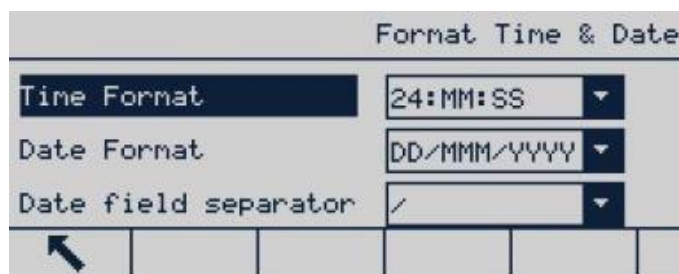 Format Time & Date
Time Format 24:MM:SS
Date Format DD/MMM/YYYY
Date field separator /